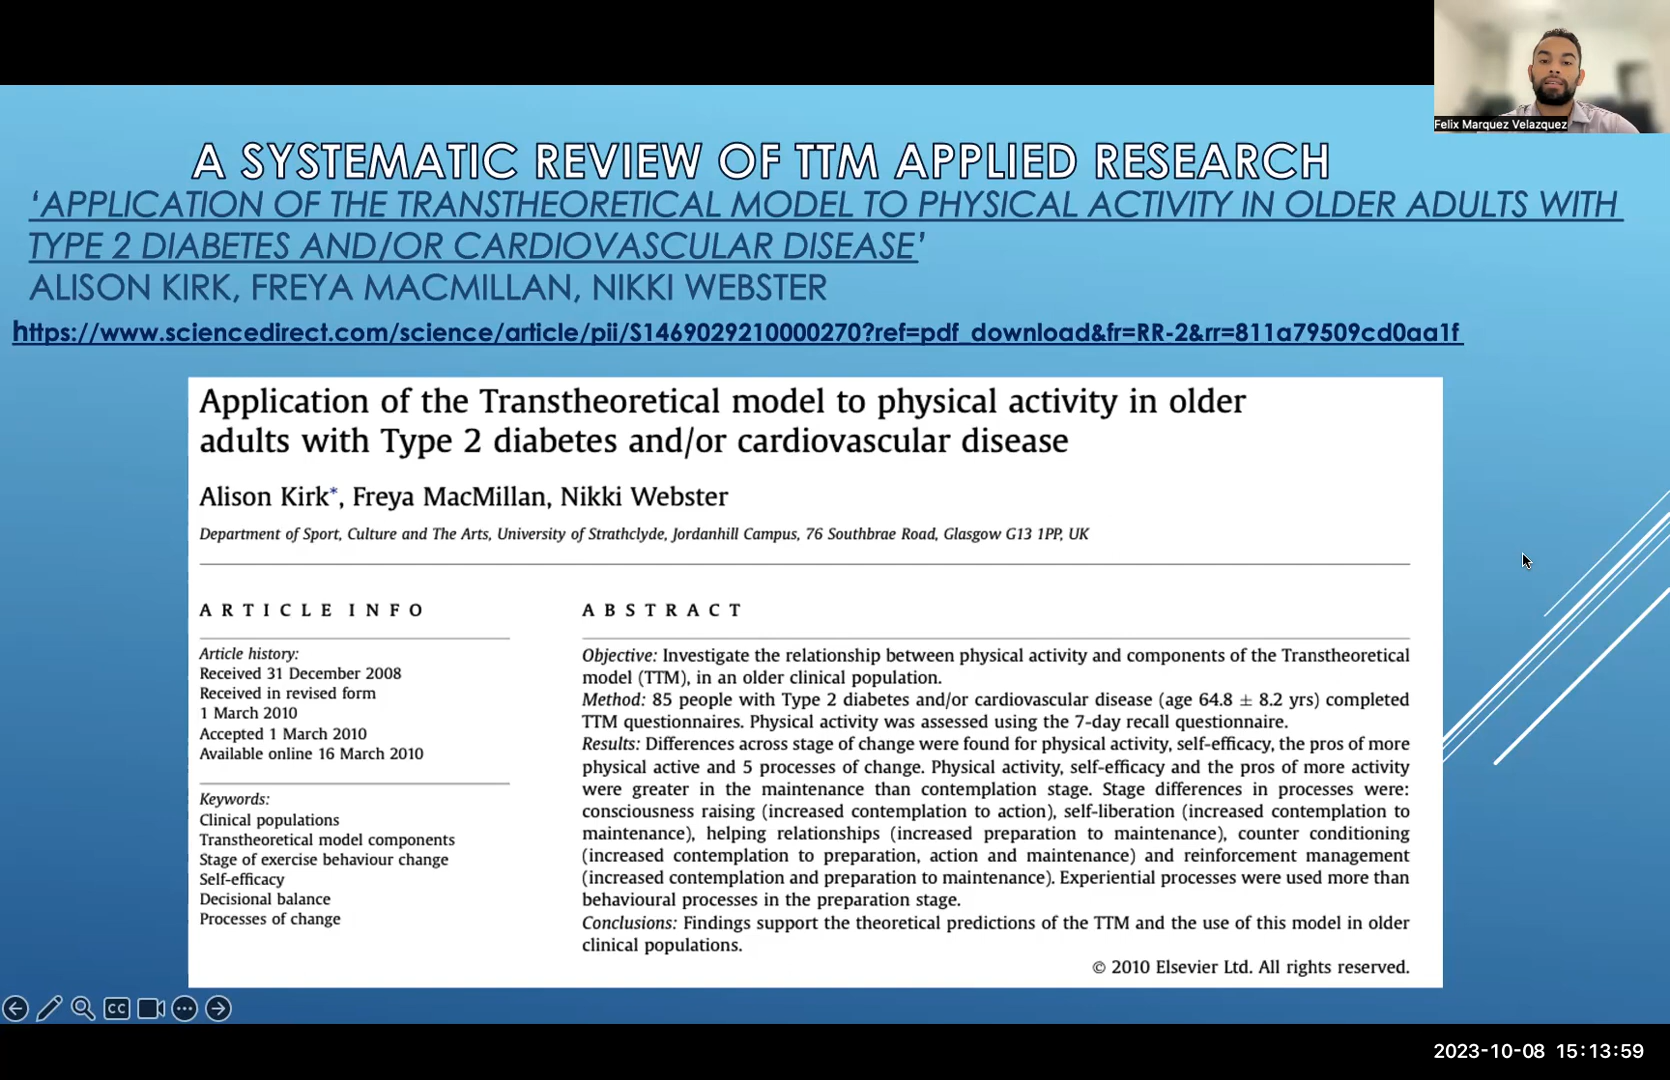 Felix Marquez Velazquez
A SYSTEMATIC REVIEW OF TTM APPLIED RESEARCH
‘APPLICATION OF THE TRANSTHEORETICAL MODEL TO PHYSICAL ACTIVITY IN OLDER ADULTS WITH
TYPE 2 DIABETES AND/OR CARDIOVASCULAR DISEASE’
ALISON KIRK, FREYA MACMILLAN, NIKKI WEBSTER
https://www.sciencedirect.com/science/article/pii/S1469029210000270?ref=pdf_download&fr=RR-2&rr=811a79509cd0aa1f
Application of the Transtheoretical model to physical activity in older
adults with Type 2 diabetes and/or cardiovascular disease
Alison Kirk*, Freya MacMillan, Nikki Webster
Department of Sport, Culture and The Arts, University of Strathclyde, Jordanhill Campus, 76 Southbrae Road, Glasgow G13 1PP, UK
ARTICLE INFO
Article history:
Received 31 December 2008
Received in revised form
1 March 2010
Accepted 1 March 2010
Available online 16 March 2010
Keywords:
Clinical populations
Transtheoretical model components
Stage of exercise behaviour change
Self-efficacy
Decisional balance
Processes of change
ABSTRACT
Objective: Investigate the relationship between physical activity and components of the Transtheoretical
model (TTM), in an older clinical population.
Method: 85 people with Type 2 diabetes and/or cardiovascular disease (age 64.8 ± 8.2 yrs) completed
TTM questionnaires. Physical activity was assessed using the 7-day recall questionnaire.
Results: Differences across stage of change were found for physical activity, self-efficacy, the pros of more
physical active and 5 processes of change. Physical activity, self-efficacy and the pros of more activity
were greater in the maintenance than contemplation stage. Stage differences in processes were:
consciousness raising (increased contemplation to action), self-liberation (increased contemplation to
maintenance), helping relationships (increased preparation to maintenance), counter conditioning
(increased contemplation to preparation, action and maintenance) and reinforcement management
(increased contemplation and preparation to maintenance). Experiential processes were used more than
behavioural processes in the preparation stage.
Conclusions: Findings support the theoretical predictions of the TTM and the use of this model in older
clinical populations.
© 2010 Elsevier Ltd. All rights reserved.
CC
2023-10-08 15:13:59